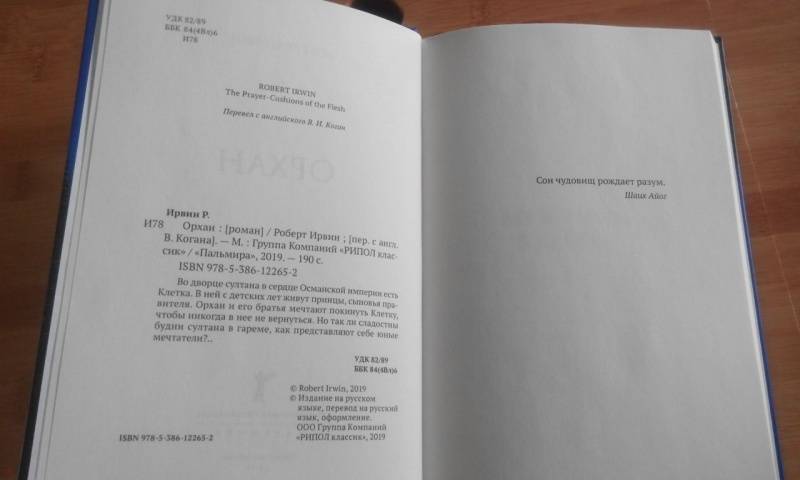 УДК 82/89
ББК 84(4Вл)6
И78
ROBERT IRWIN
The Prayer-Cushions of the Flesh
Перевел с английского В. И. Коган
ОРХАН
Ирвин Р.
И78 Орхан : [роман] / Роберт Ирвин ; [пер. с англ.
В. Когана]. — М. : Группа Компаний «РИПОЛ клас-
сик» / «Пальмира», 2019. — 190 с.
ISBN 978-5-386-12265-2
Во дворце султана в сердце Османской империи есть
Клетка. В ней с детских лет живут принцы, сыновья пра-
вителя. Орхан и его братья мечтают покинуть Клетку,
чтобы никогда в нее не вернуться. Но так ли сладостны
будни султана в гареме, как представляют себе юные
мечтатели?..
УДК 82/89
ББК 84(4Вл)6
© Robert Irwin, 2019
© Издание на русском
языке, перевод на русский
язык, оформление.
ООО Группа Компаний
«РИПОЛ классик», 2019
ISBN 978-5-386-12265-2
Сон чудовищ рождает разум.
Шаик Айог